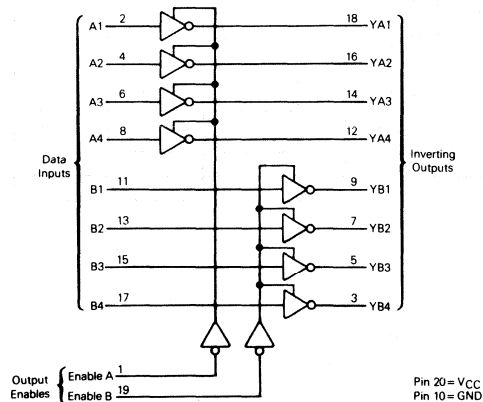 A1 2 18 YA1
A2 4 16 YA2
A3 6 14 YA3
A4 8 12 YA4
Data
Inputs
Inverting
Outputs
B1 11 9 YB1
B2 13 7 YB2
B3 15 5 YB3
B4 17 3 YB4
Output
Enables
Enable A 1
Enable B 19
Pin 20 = VCC
Pin 10 = GND